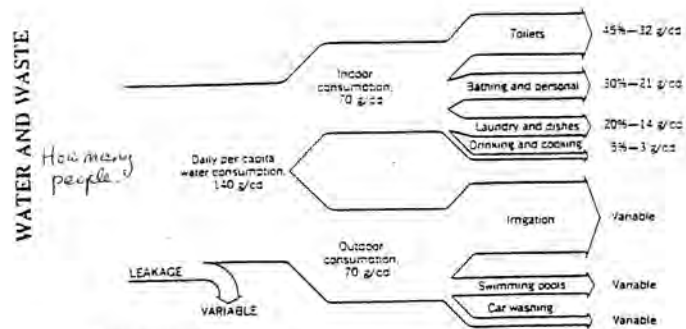 WATER AND WASTE
How many
people.
Daily per capita
water consumption,
140 g/cd
LEAKAGE
VARIABLE
Indoor
consumption,
70 g/cd
Outdoor
consumption,
70 g/cd
Toilets
45%—32 g/cd
Bathing and personal
30%—21 g/cd
Laundry and dishes
20%—14 g/cd
Drinking and cooking
5%—3 g/cd
Irrigation
Variable
Swimming pools
Variable
Car washing
Variable